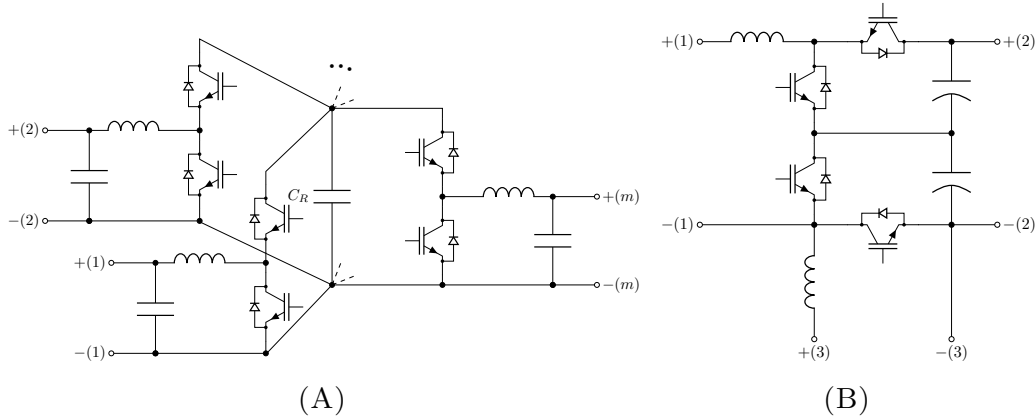 +(1)
+(2)
+(2)
+(m)
C_R
−(2)
−(1)
−(2)
−(m)
+(1)
−(1)
+(3)
−(3)
(A)
(B)